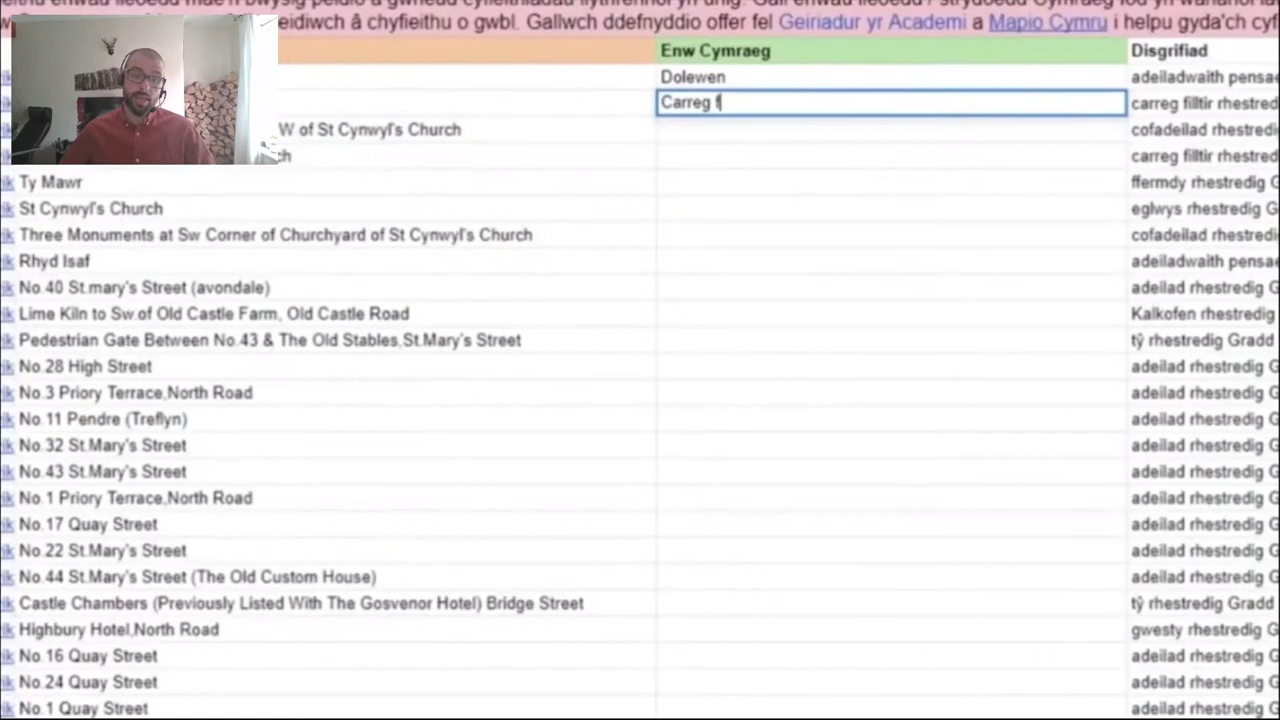 eidiwch â chyfieithu o gwbl. Gallwch ddefnyddio offer fel Geiriadur yr Academi a Mapio Cymru i helpu gyda'ch cyf
Enw Cymraeg Disgrifiad
Dolewen adeiladwaith pensae
Carreg f carreg filltir rhestred
W of St Cynwyl's Church cofadeilad rhestredi
ch carreg filltir rhestred
Ty Mawr ffermdy rhestredig G
St Cynwyl's Church eglwys rhestredig G
Three Monuments at Sw Corner of Churchyard of St Cynwyl's Church cofadeilad rhestredi
Rhyd Isaf adeiladwaith pensae
No.40 St.mary's Street (avondale) adeilad rhestredig G
Lime Kiln to Sw.of Old Castle Farm, Old Castle Road Kalkofen rhestredig
Pedestrian Gate Between No.43 & The Old Stables,St.Mary's Street tŷ rhestredig Gradd
No.28 High Street adeilad rhestredig G
No.3 Priory Terrace,North Road adeilad rhestredig G
No.11 Pendre (Treflyn) adeilad rhestredig G
No.32 St.Mary's Street adeilad rhestredig G
No.43 St.Mary's Street adeilad rhestredig G
No.1 Priory Terrace,North Road adeilad rhestredig G
No.17 Quay Street adeilad rhestredig G
No.22 St.Mary's Street adeilad rhestredig G
No.44 St.Mary's Street (The Old Custom House) adeilad rhestredig G
Castle Chambers (Previously Listed With The Gosvenor Hotel) Bridge Street tŷ rhestredig Gradd
Highbury Hotel,North Road gwesty rhestredig G
No.16 Quay Street adeilad rhestredig G
No.24 Quay Street adeilad rhestredig G
No.1 Quay Street adeilad rhestredig G